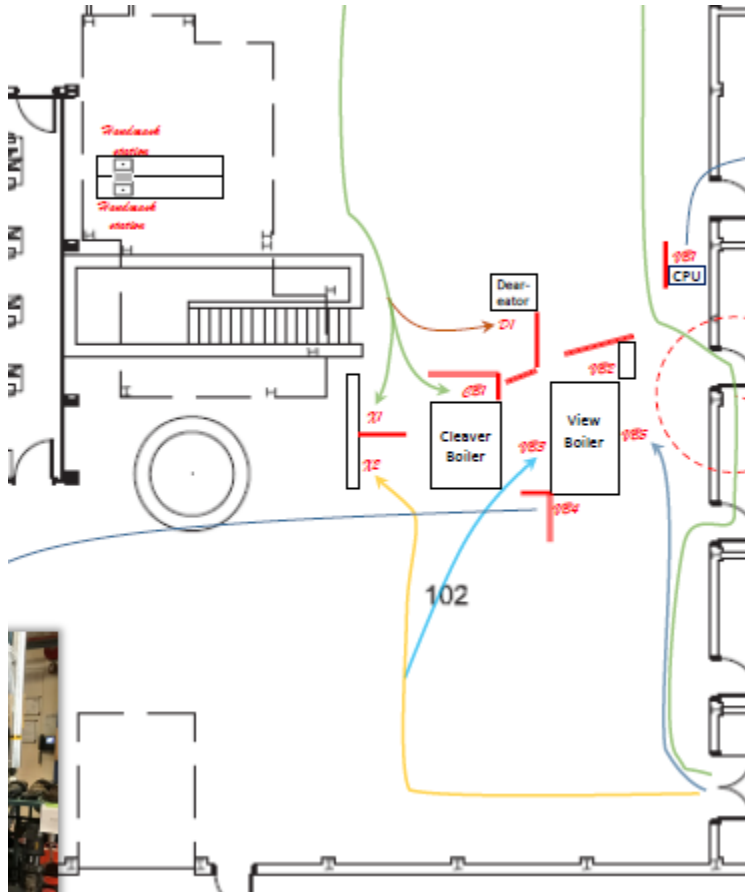 Handwash
station
Handwash
station
VB7
CPU
Dear-
eator
D1
VB2
CB1
X1
Cleaver
Boiler
View
Boiler
VB3
VB5
X2
VB4
102